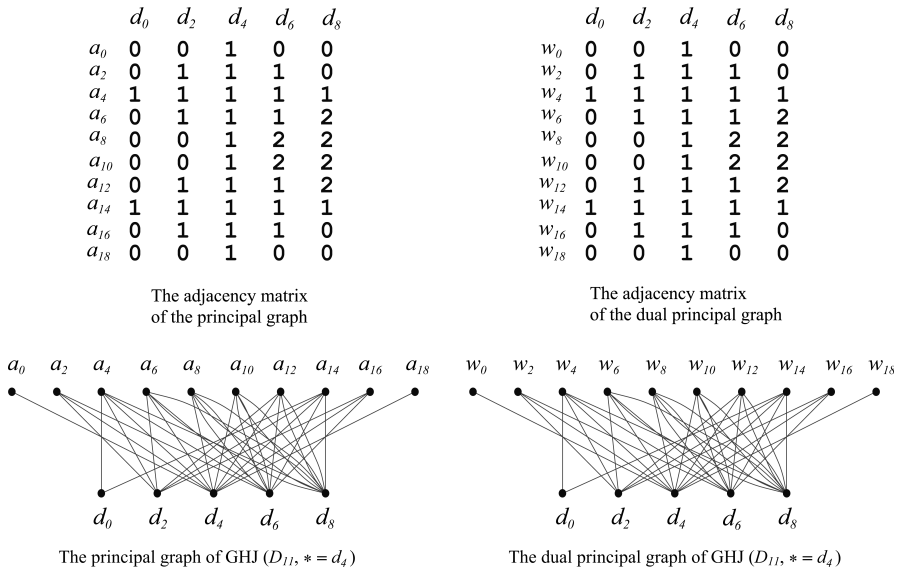 d0 d2 d4 d6 d8
a0 0 0 1 0 0
a2 0 1 1 1 0
a4 1 1 1 1 1
a6 0 1 1 1 2
a8 0 0 1 2 2
a10 0 0 1 2 2
a12 0 1 1 1 2
a14 1 1 1 1 1
a16 0 1 1 1 0
a18 0 0 1 0 0
The adjacency matrix
of the principal graph
d0 d2 d4 d6 d8
w0 0 0 1 0 0
w2 0 1 1 1 0
w4 1 1 1 1 1
w6 0 1 1 1 2
w8 0 0 1 2 2
w10 0 0 1 2 2
w12 0 1 1 1 2
w14 1 1 1 1 1
w16 0 1 1 1 0
w18 0 0 1 0 0
The adjacency matrix
of the dual principal graph
a0 a2 a4 a6 a8 a10 a12 a14 a16 a18
d0 d2 d4 d6 d8
The principal graph of GHJ (D11, * = d4)
w0 w2 w4 w6 w8 w10 w12 w14 w16 w18
d0 d2 d4 d6 d8
The dual principal graph of GHJ (D11, * = d4)